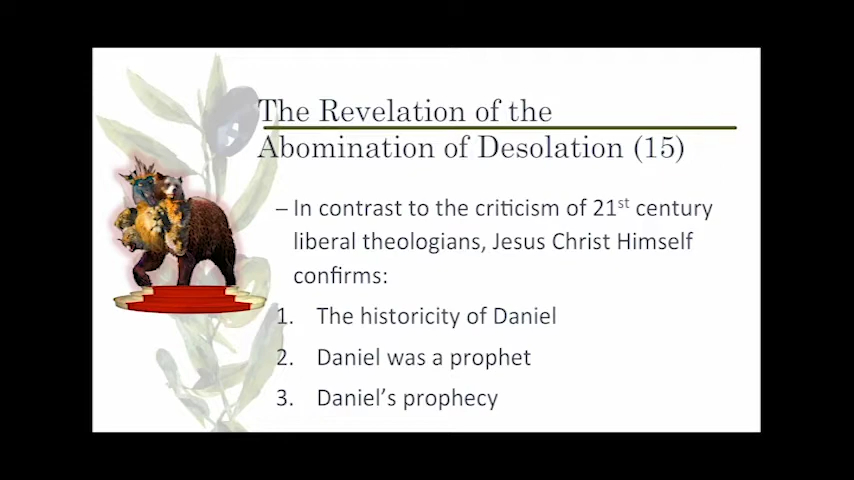 The Revelation of the
Abomination of Desolation (15)
– In contrast to the criticism of 21st century
liberal theologians, Jesus Christ Himself
confirms:
1. The historicity of Daniel
2. Daniel was a prophet
3. Daniel’s prophecy